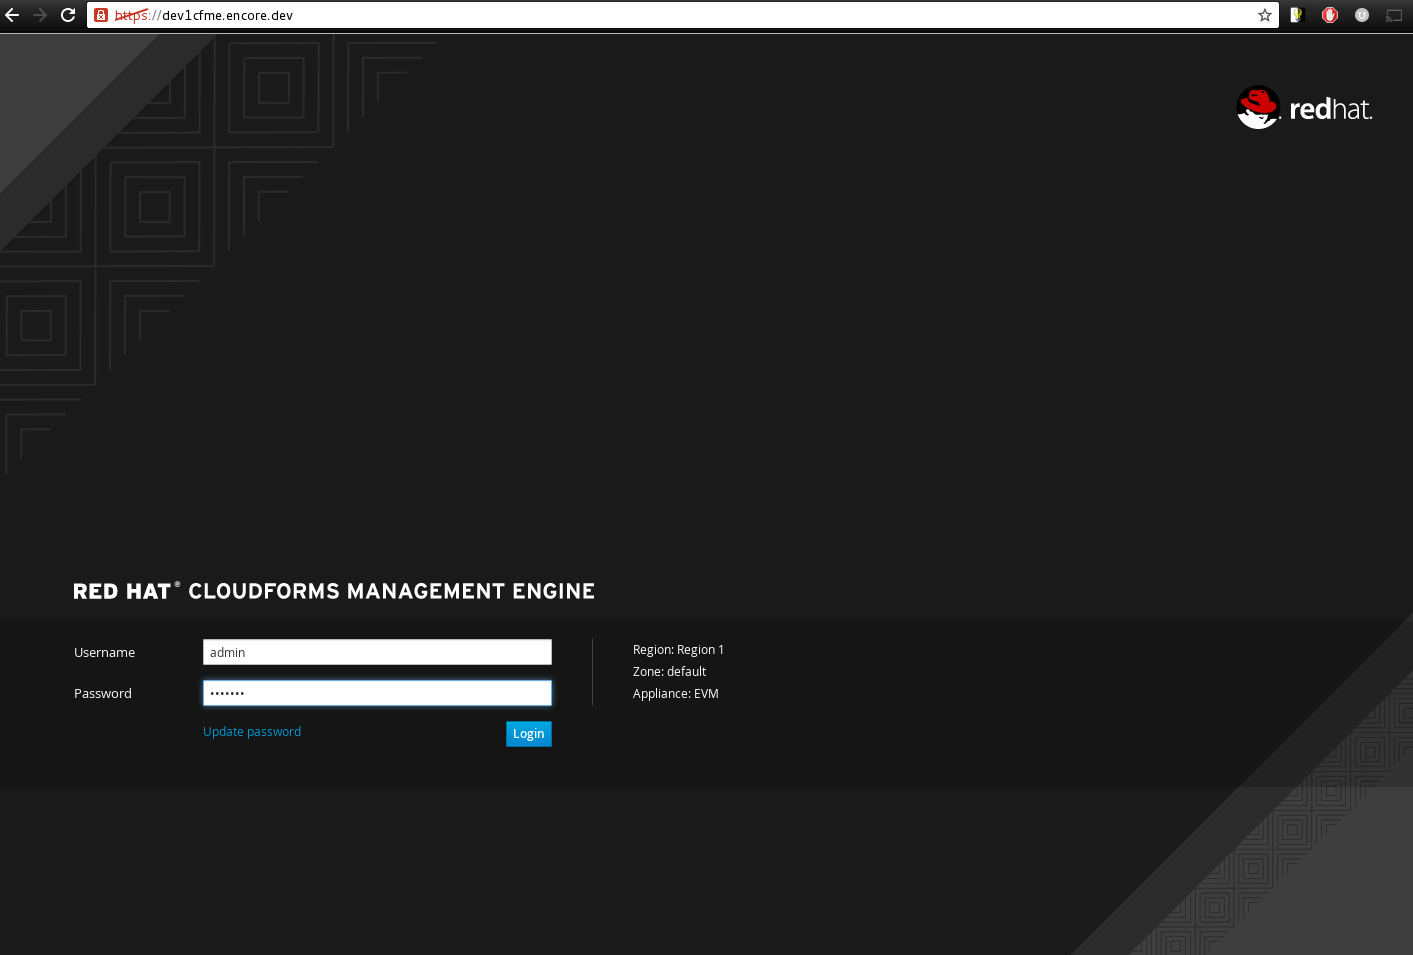 https://dev1cfme.encore.dev
redhat.
RED HAT® CLOUDFORMS MANAGEMENT ENGINE
Username
admin
Password
•••••••
Update password
Login
Region: Region 1
Zone: default
Appliance: EVM